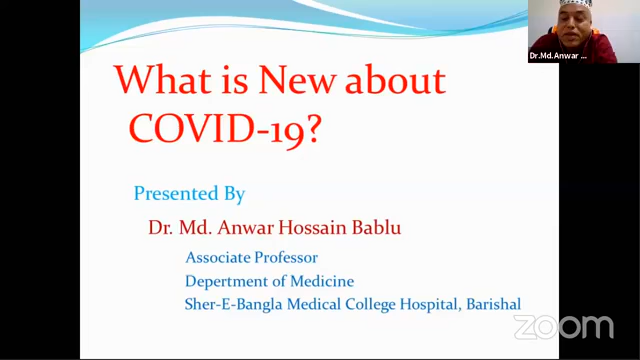 What is New about
COVID-19?
Presented By
Dr. Md. Anwar Hossain Bablu
Associate Professor
Depertment of Medicine
Sher-E-Bangla Medical College Hospital, Barishal
Dr.Md.Anwar ...
zoom